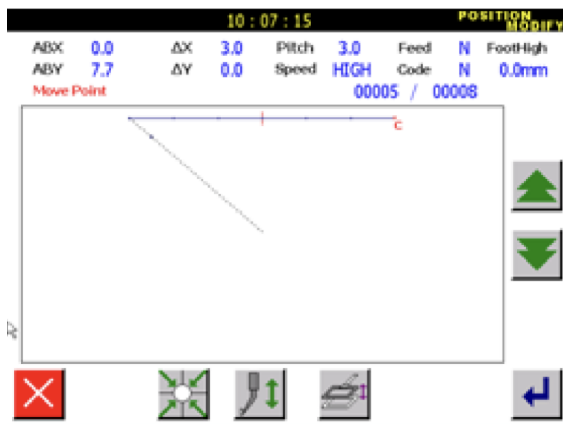 10 : 07 : 15 POSITION MODIFY
ABX 0.0 ΔX 3.0 Pitch 3.0 Feed N FootHigh
ABY 7.7 ΔY 0.0 Speed HIGH Code N 0.0mm
Move Point 00005 / 00008
C